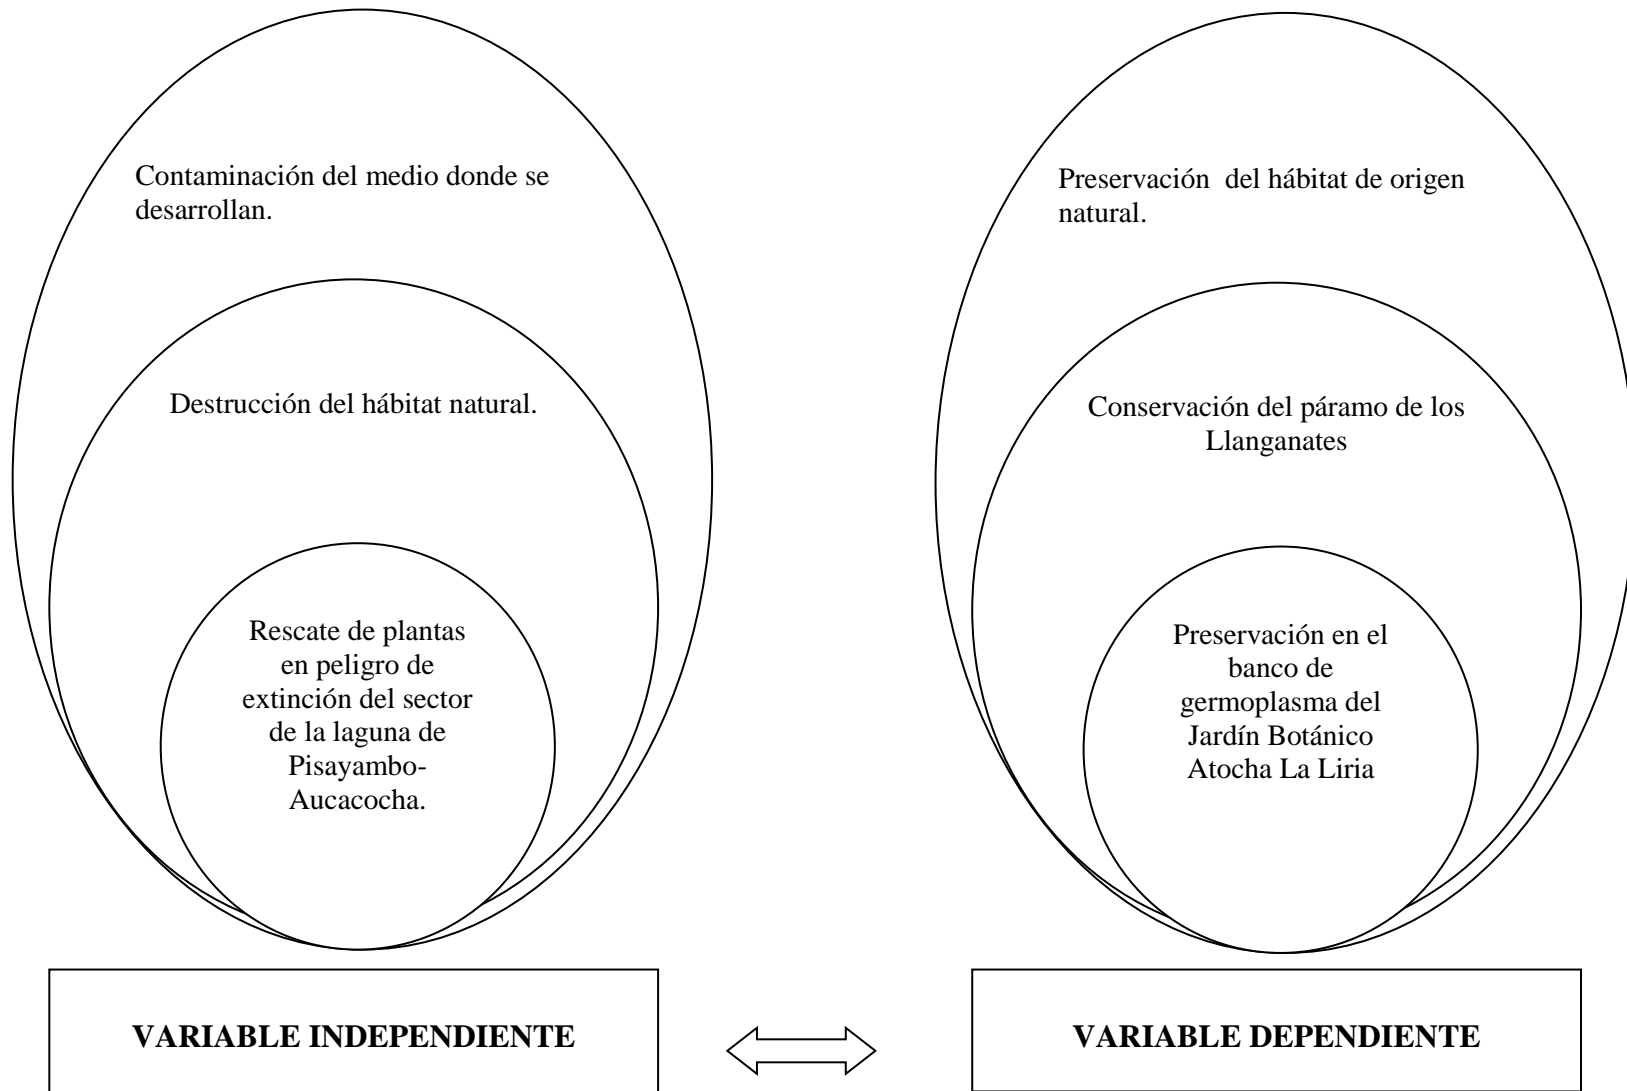 Contaminación del medio donde se
desarrollan.
Destrucción del hábitat natural.
Rescate de plantas
en peligro de
extinción del sector
de la laguna de
Pisayambo-
Aucacocha.
VARIABLE INDEPENDIENTE
Preservación  del hábitat de origen
natural.
Conservación del páramo de los
Llanganates
Preservación en el
banco de
germoplasma del
Jardín Botánico
Atocha La Liria
VARIABLE DEPENDIENTE